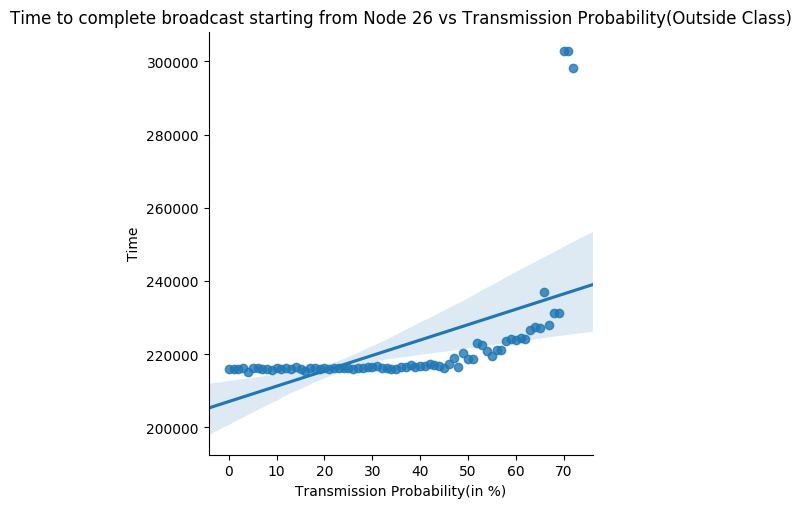 Time to complete broadcast starting from Node 26 vs Transmission Probability(Outside Class)
300000
280000
260000
240000
220000
200000
Time
0 10 20 30 40 50 60 70
Transmission Probability(in %)